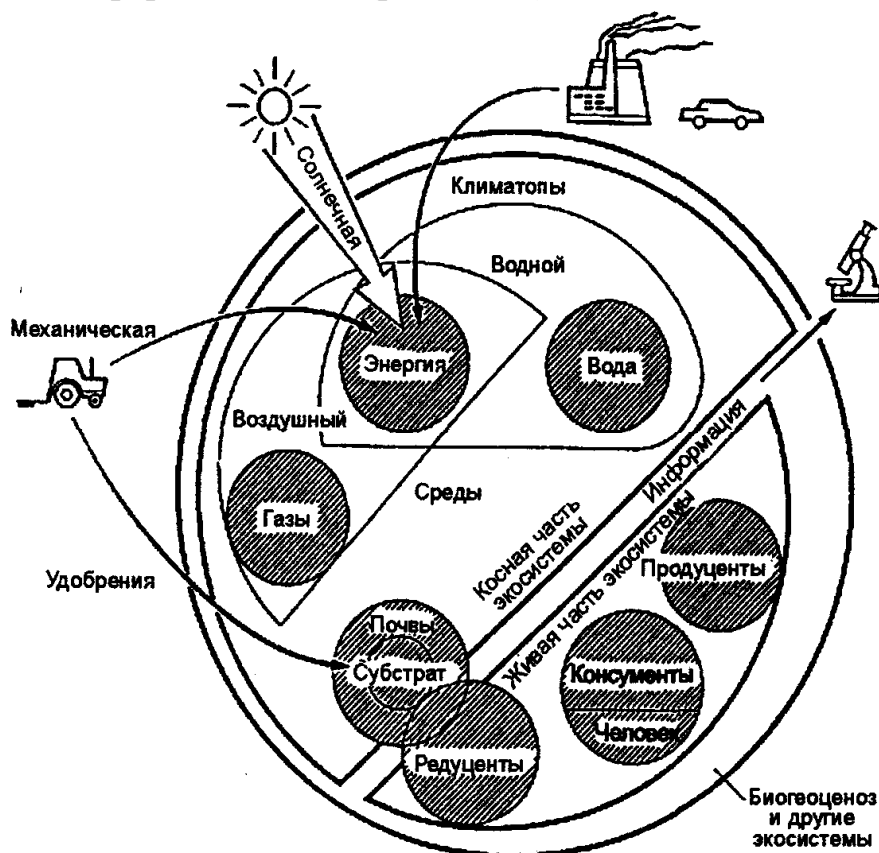 Солнечная
Климатопы
Водной
Механическая
Энергия
Вода
Воздушный
Информация
Среды
Газы
Косная часть
экосистемы
Живая часть экосистемы
Продуценты
Удобрения
Почвы
Субстрат
Консументы
Человек
Редуценты
Биогеоценоз
и другие
экосистемы